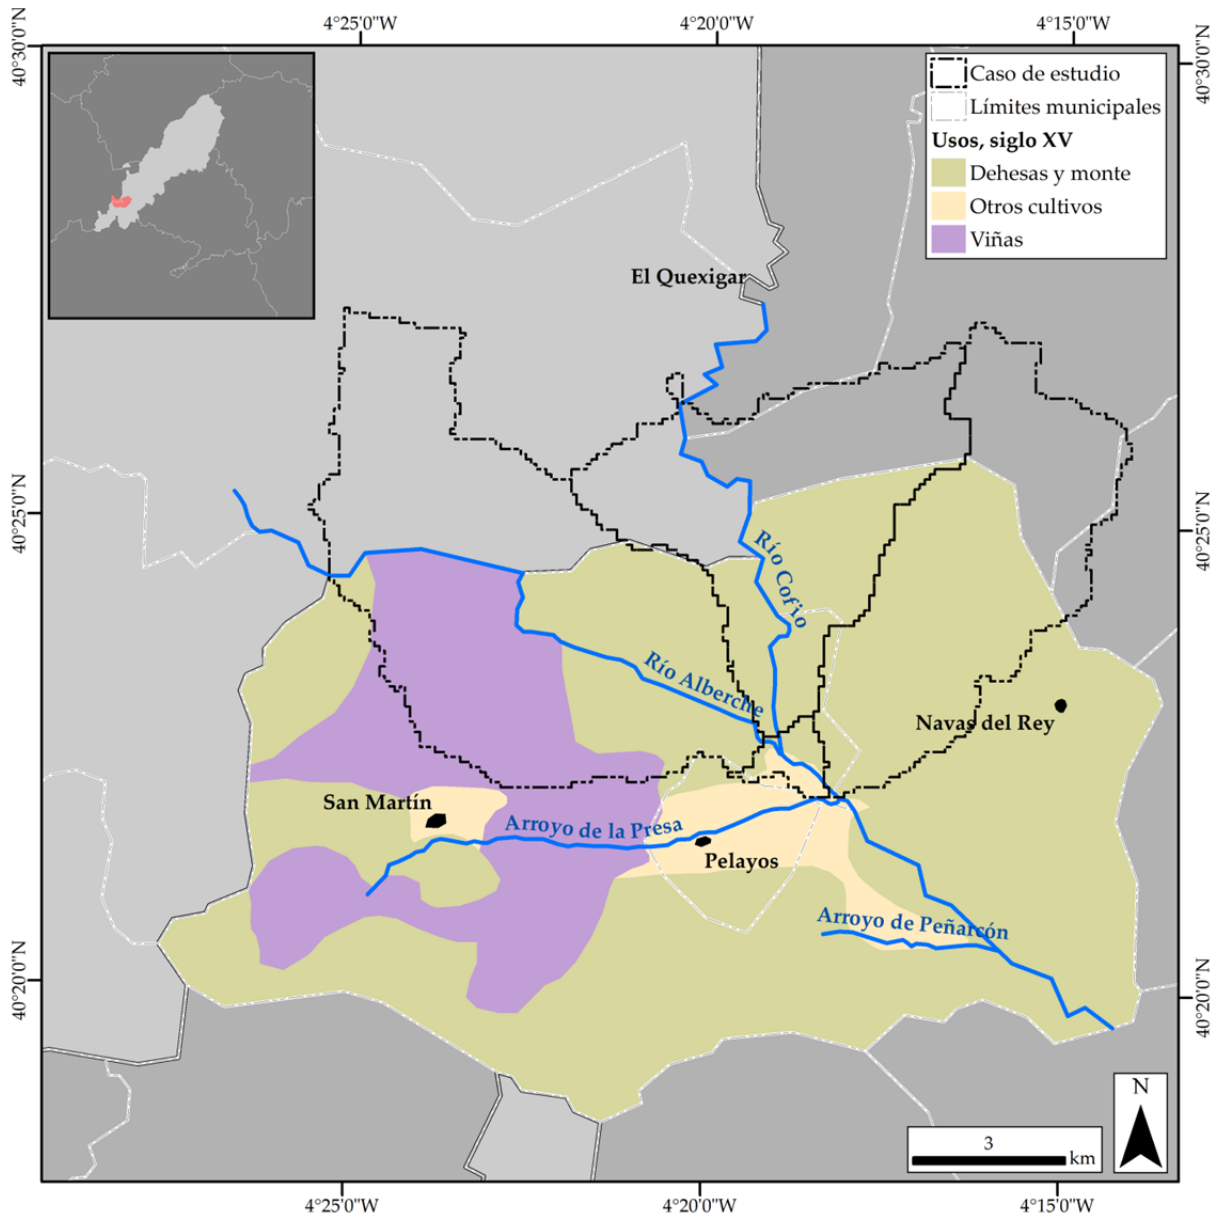 4°25'0"W
4°20'0"W
4°15'0"W
40°30'0"N
40°30'0"N
Caso de estudio
Límites municipales
Usos, siglo XV
Dehesas y monte
Otros cultivos
Viñas
El Quexigar
40°25'0"N
40°25'0"N
Río Cofio
Río Alberche
Navas del Rey
San Martín
Arroyo de la Presa
Pelayos
Arroyo de Peñarcón
40°20'0"N
40°20'0"N
N
3
km
4°25'0"W
4°20'0"W
4°15'0"W